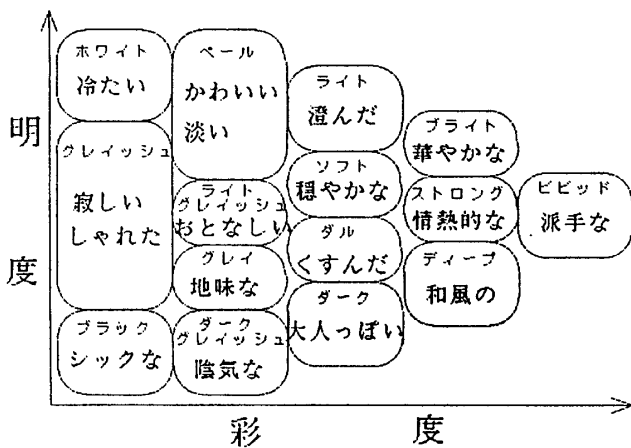 ホワイト
冷たい
グレイッシュ
寂しい
しゃれた
ブラック
シックな
ペール
かわいい
淡い
ライト
グレイッシュ
おとなしい
グレイ
地味な
ダーク
グレイッシュ
陰気な
ライト
澄んだ
ソフト
穏やかな
ダル
くすんだ
ダーク
大人っぽい
ブライト
華やかな
ストロング
情熱的な
ディープ
和風の
ビビッド
派手な
明度
彩度